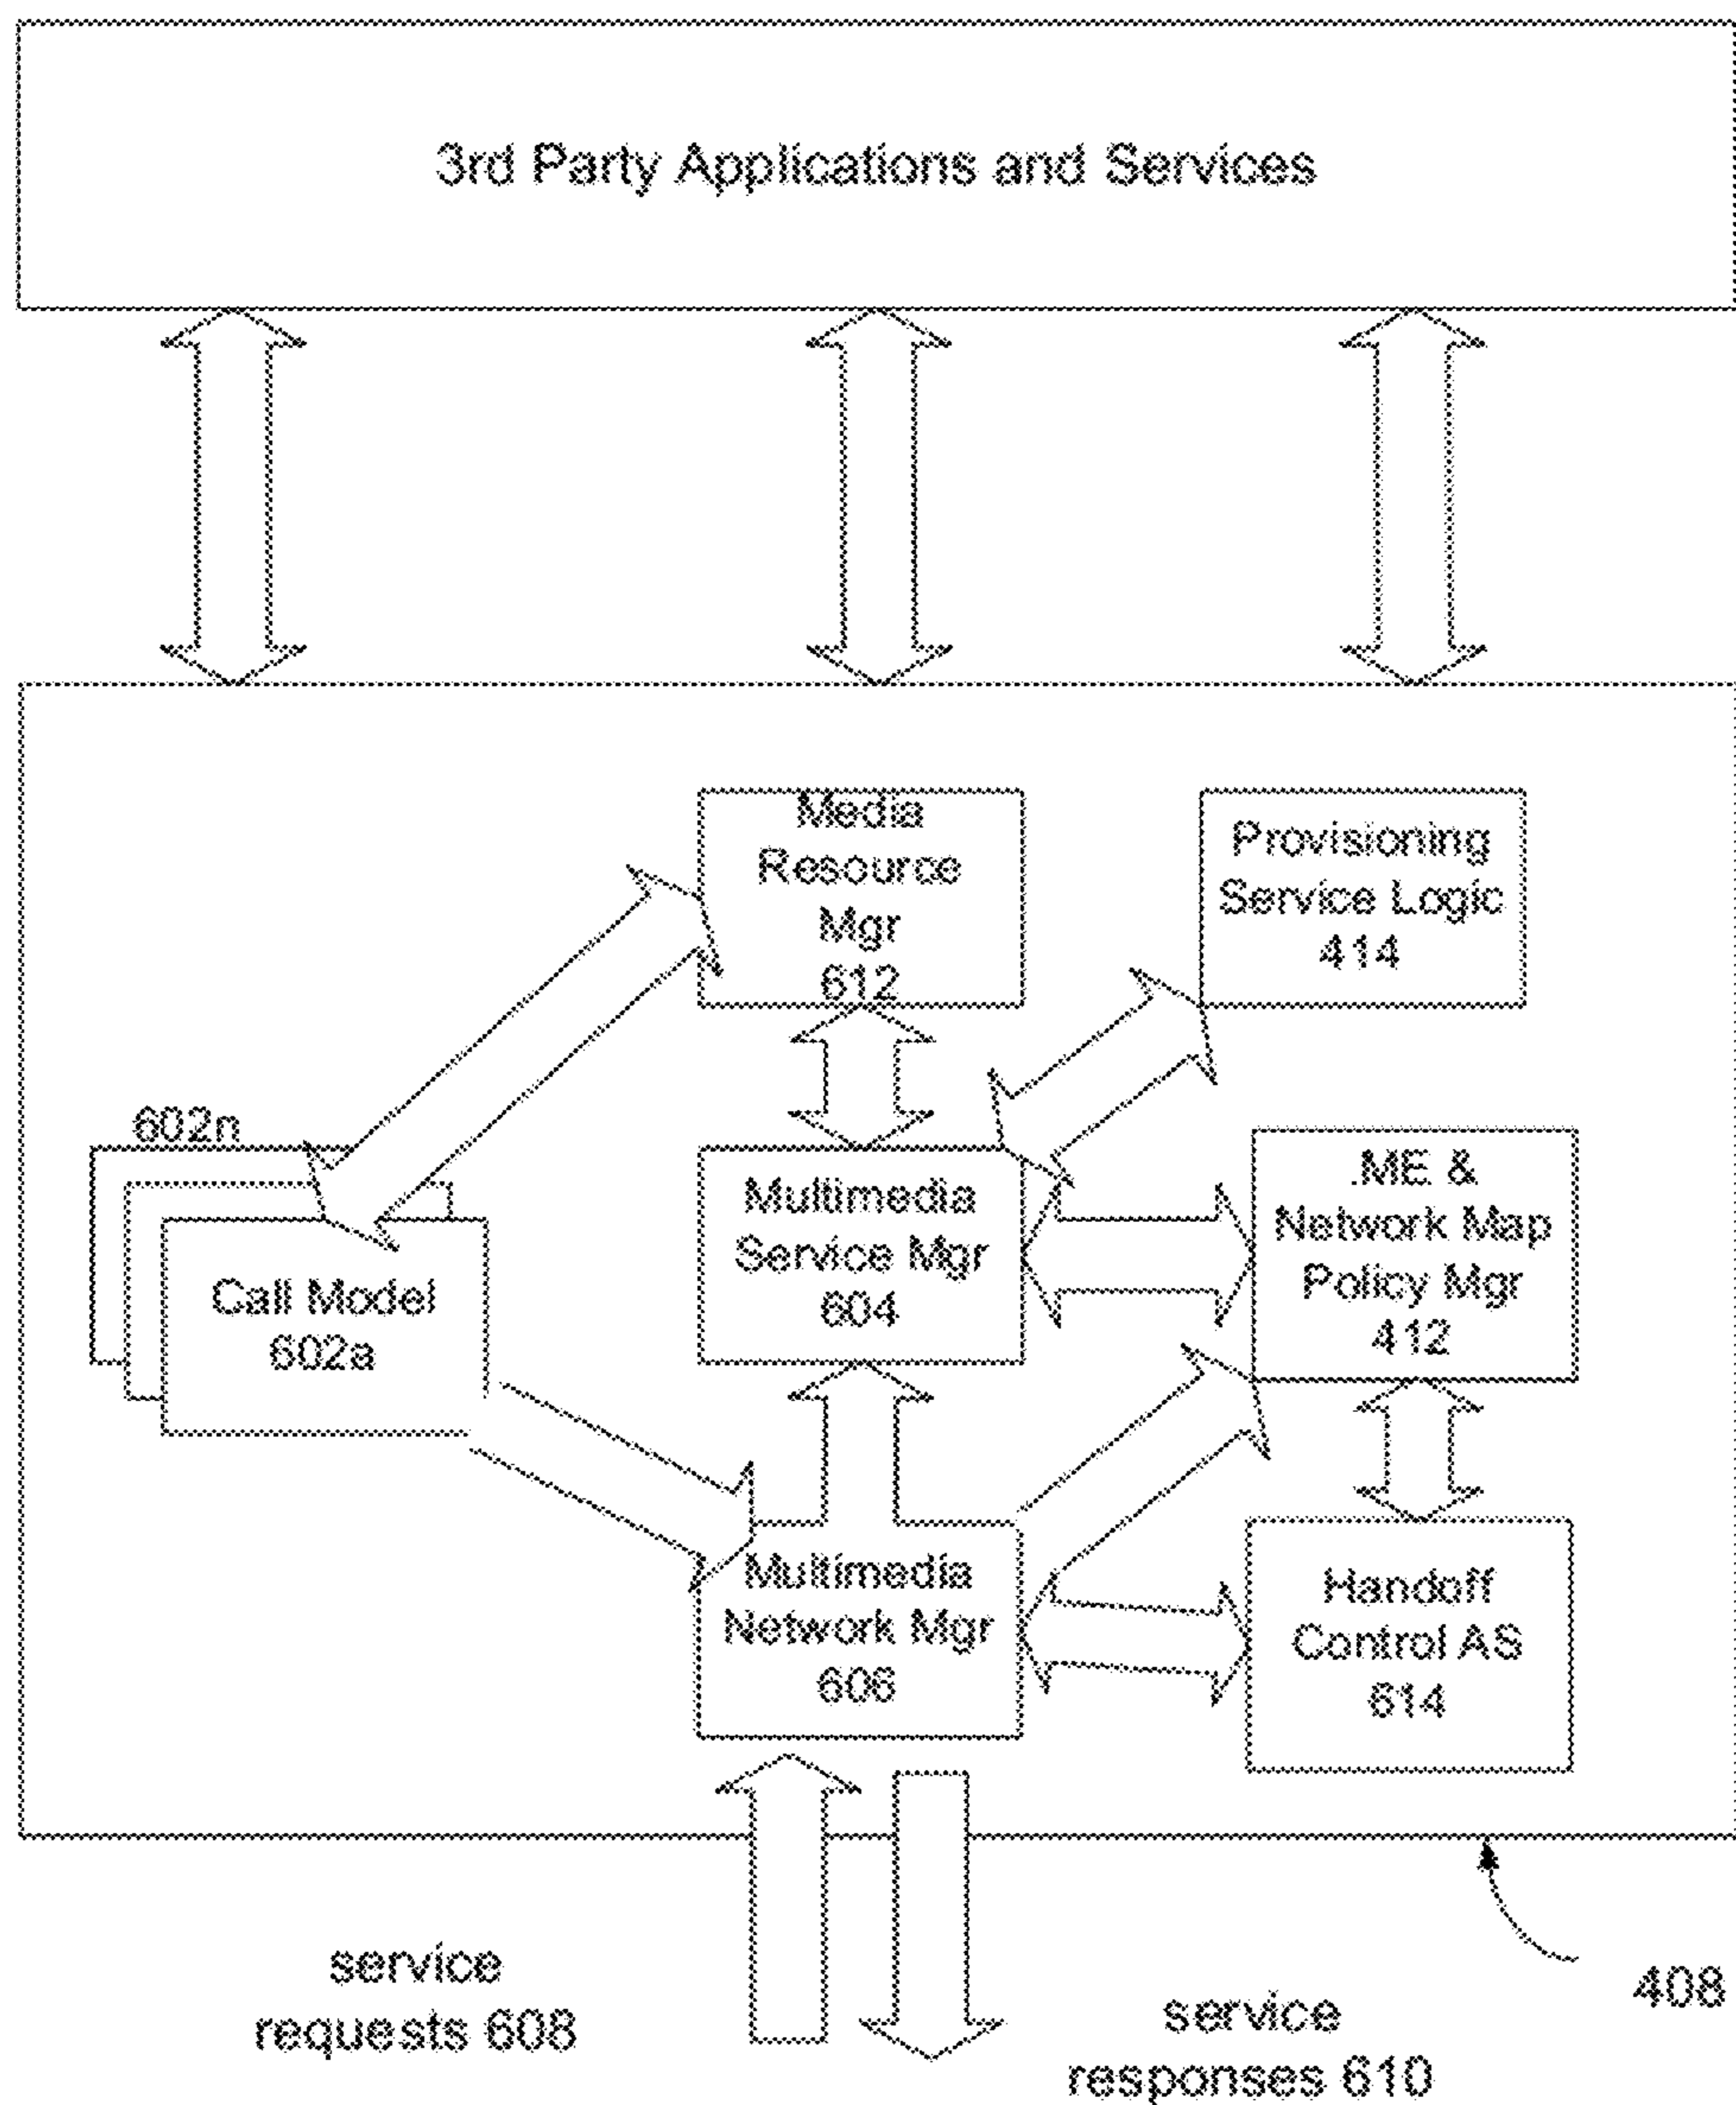 3rd Party Applications and Services
Media
Resource
Mgr
612
Provisioning
Service Logic
414
602n
Call Model
602a
Multimedia
Service Mgr
604
.ME &
Network Map
Policy Mgr
412
Multimedia
Network Mgr
606
Handoff
Control AS
614
service
requests 608
service
responses 610
408